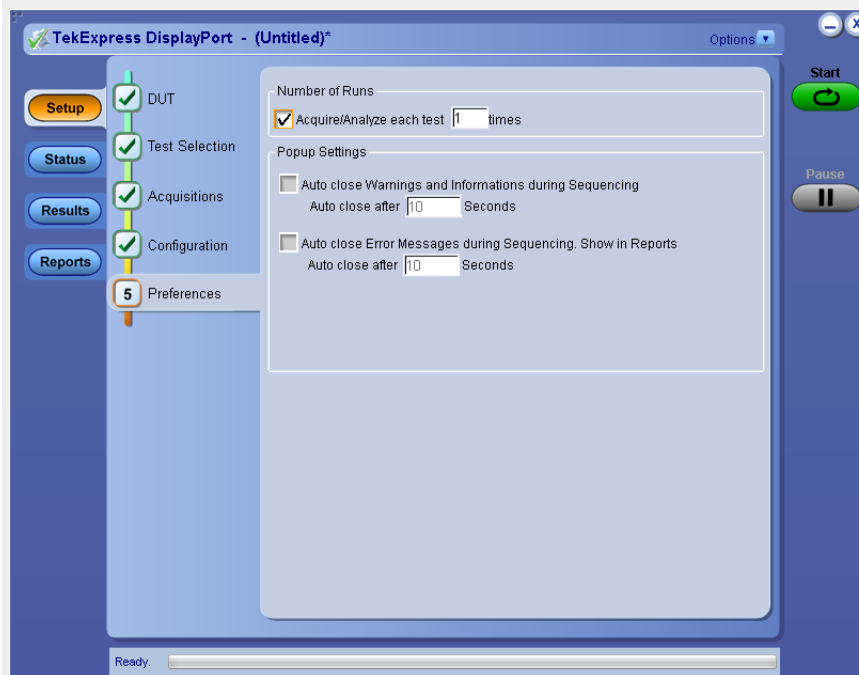 TekExpress DisplayPort - (Untitled)*
Options
Start
Setup
Status
Results
Reports
DUT
Test Selection
Acquisitions
Configuration
5 Preferences
Number of Runs
Acquire/Analyze each test 1 times
Popup Settings
Auto close Warnings and Informations during Sequencing
Auto close after 10 Seconds
Auto close Error Messages during Sequencing. Show in Reports
Auto close after 10 Seconds
Pause
Ready.